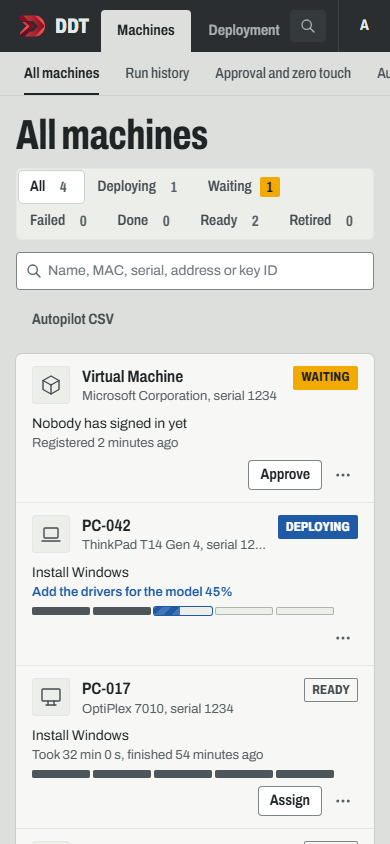 DDT Machines Deployment A
All machines Run history Approval and zero touch Au
All machines
All 4 Deploying 1 Waiting 1
Failed 0 Done 0 Ready 2 Retired 0
Name, MAC, serial, address or key ID
Autopilot CSV
Virtual Machine WAITING
Microsoft Corporation, serial 1234
Nobody has signed in yet
Registered 2 minutes ago
Approve
PC-042 DEPLOYING
ThinkPad T14 Gen 4, serial 12...
Install Windows
Add the drivers for the model 45%
PC-017 READY
OptiPlex 7010, serial 1234
Install Windows
Took 32 min 0 s, finished 54 minutes ago
Assign